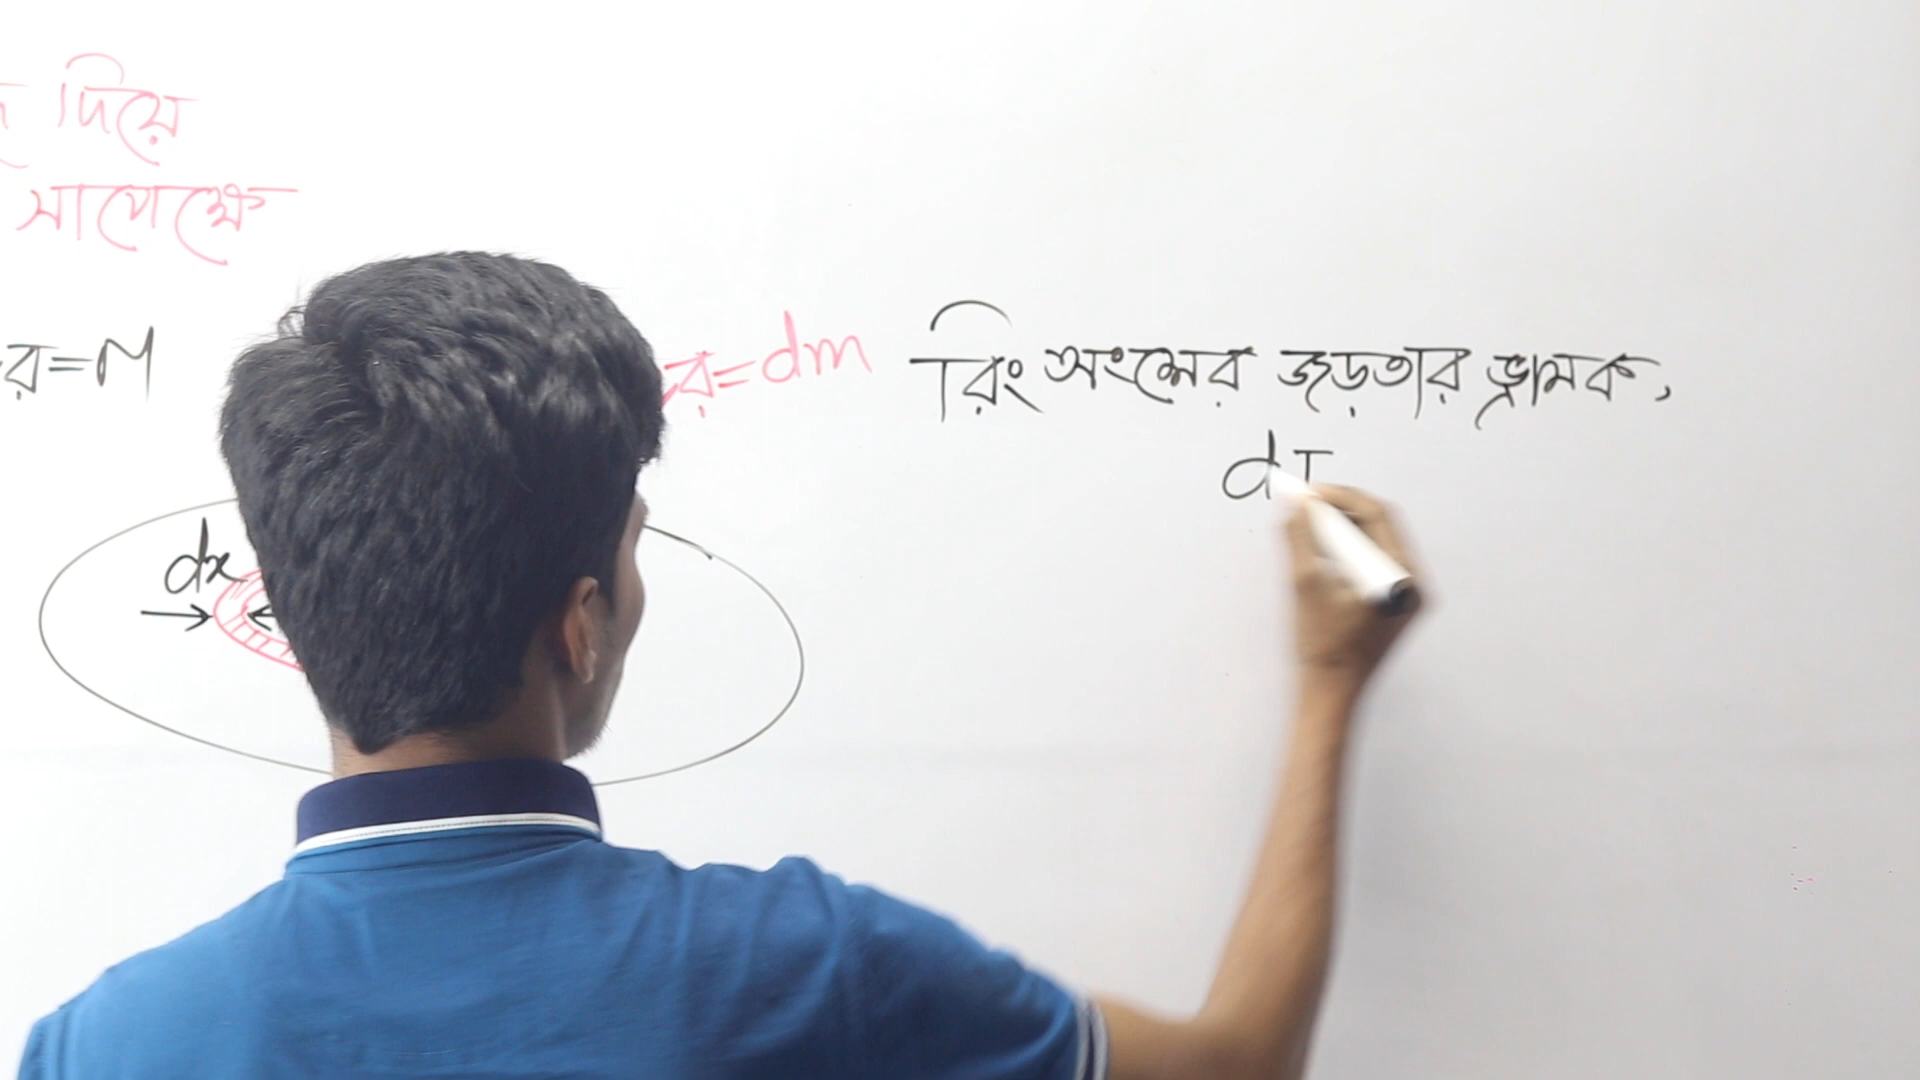 দিয়ে
সাপেক্ষে
র=M
র=dm
রিং অংশের জড়তার ভ্রামক,
dI
dx